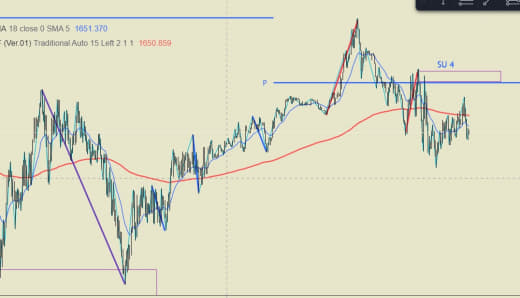 IA 18 close 0 SMA 5 1651.370
F (Ver.01) Traditional Auto 15 Left 2 1 1 1650.859
SU 4
P